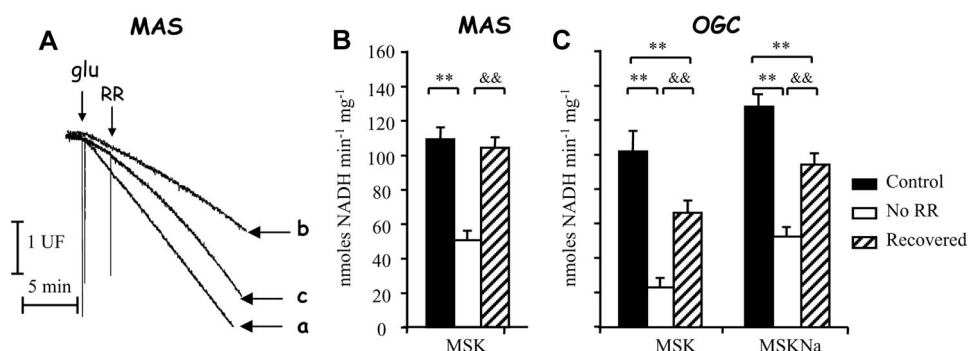 A MAS
glu
RR
b
c
a
1 UF
5 min
B MAS
nmoles NADH min-1 mg-1
160
140
120
100
80
60
40
20
0
** &&
MSK
C OGC
nmoles NADH min-1 mg-1
**
** &&
**
** &&
MSK MSKNa
Control
No RR
Recovered